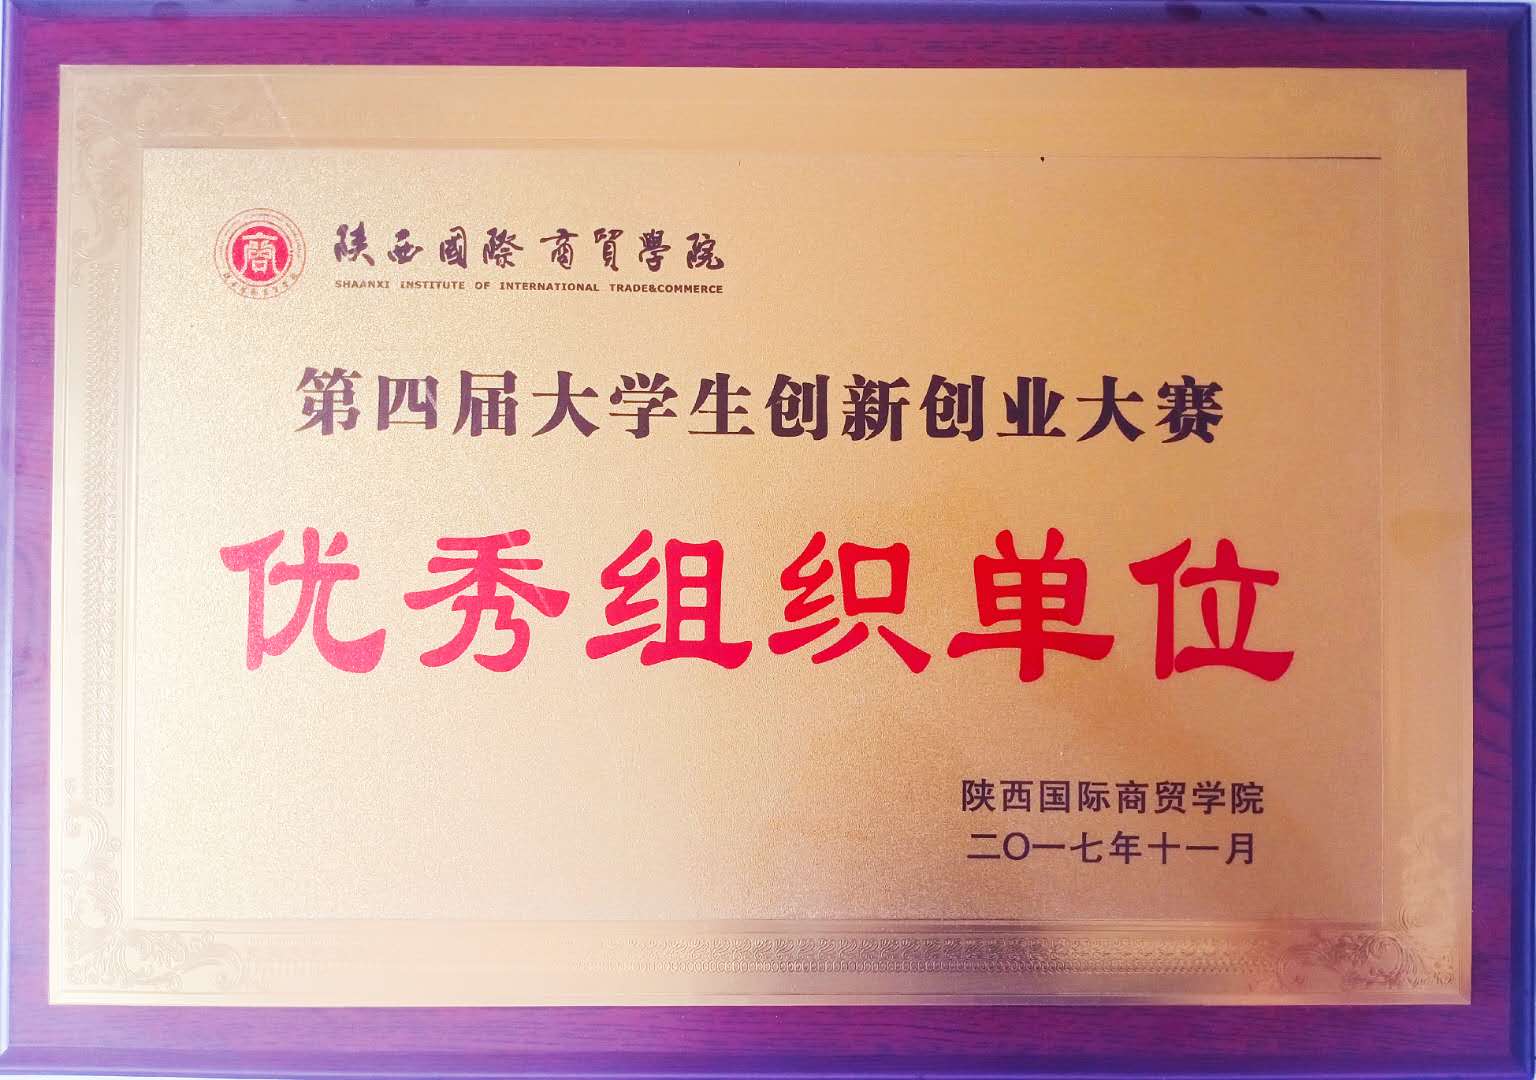 陕西國際商貿學院
SHAANXI INSTITUTE OF INTERNATIONAL TRADE&COMMERCE
第四届大学生创新创业大赛
优秀组织单位
陕西国际商贸学院
二〇一七年十一月